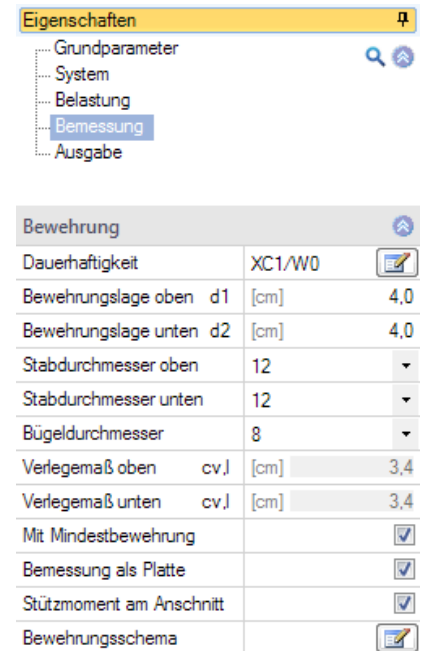 Eigenschaften
Grundparameter
System
Belastung
Bemessung
Ausgabe
Bewehrung
Dauerhaftigkeit XC1/W0
Bewehrungslage oben d1 [cm] 4,0
Bewehrungslage unten d2 [cm] 4,0
Stabdurchmesser oben 12
Stabdurchmesser unten 12
Bügeldurchmesser 8
Verlegemaß oben cv,l [cm] 3,4
Verlegemaß unten cv,l [cm] 3,4
Mit Mindestbewehrung
Bemessung als Platte
Stützmoment am Anschnitt
Bewehrungsschema